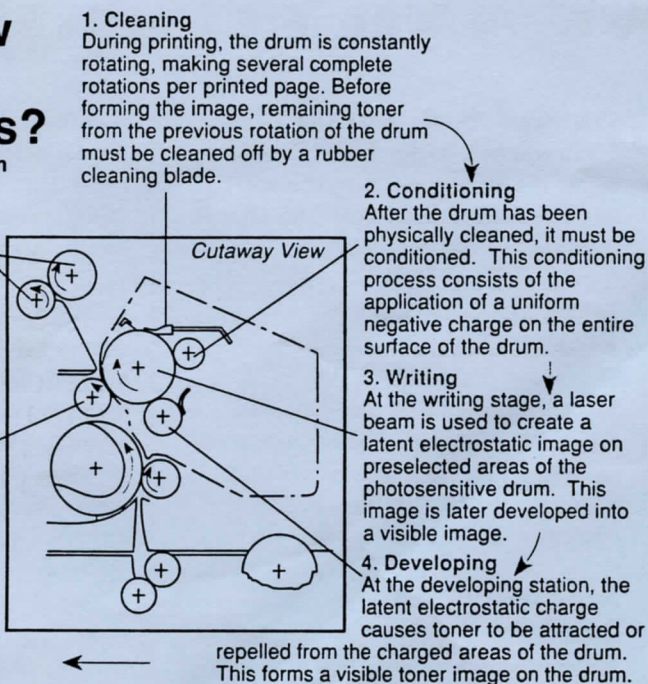 w
s?
n
1. Cleaning
During printing, the drum is constantly
rotating, making several complete
rotations per printed page. Before
forming the image, remaining toner
from the previous rotation of the drum
must be cleaned off by a rubber
cleaning blade.
Cutaway View
2. Conditioning
After the drum has been
physically cleaned, it must be
conditioned. This conditioning
process consists of the
application of a uniform
negative charge on the entire
surface of the drum.
3. Writing
At the writing stage, a laser
beam is used to create a
latent electrostatic image on
preselected areas of the
photosensitive drum. This
image is later developed into
a visible image.
4. Developing
At the developing station, the
latent electrostatic charge
causes toner to be attracted or
repelled from the charged areas of the drum.
This forms a visible toner image on the drum.